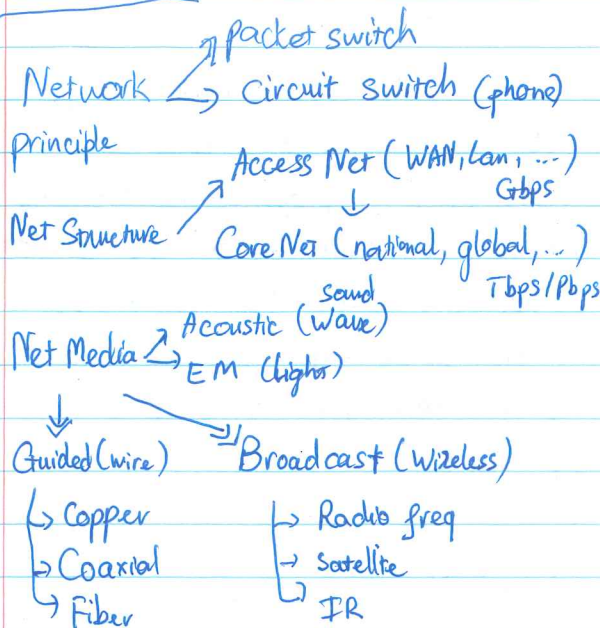 Packet switch
Network
Circuit switch (phone)
principle
Access Net (WAN, Lan, ...)
Gbps
Net Structure
Core Net (national, global, ..)
Tbps/Pbps
sound
Acoustic (Wave)
Net Media
EM (light)
Guided (wire)
Broadcast (Wireless)
Copper
Radio freq
Coaxial
Satellite
Fiber
IR